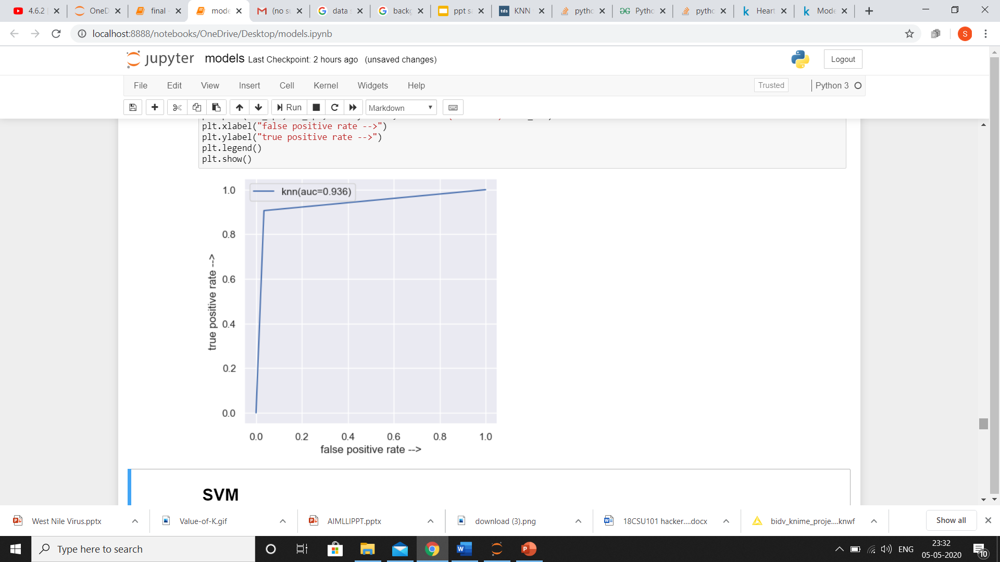 4.6.2
OneD
final
mode
(no su
data s
backg
ppt sa
KNN
pytho
Pytho
pytho
Heart
Mode
localhost:8888/notebooks/OneDrive/Desktop/models.ipynb
S
jupyter models Last Checkpoint: 2 hours ago (unsaved changes)
Logout
File Edit View Insert Cell Kernel Widgets Help
Trusted
Python 3
Run
Markdown
plt.xlabel("false positive rate -->")
plt.ylabel("true positive rate -->")
plt.legend()
plt.show()
knn(auc=0.936)
1.0
0.8
0.6
0.4
0.2
0.0
true positive rate -->
0.0 0.2 0.4 0.6 0.8 1.0
false positive rate -->
SVM
West Nile Virus.pptx
Value-of-K.gif
AIMLLIPPT.pptx
download (3).png
18CSU101 hacker....docx
bidv_knime_proje....knwf
Show all
Type here to search
ENG
23:32
05-05-2020
10